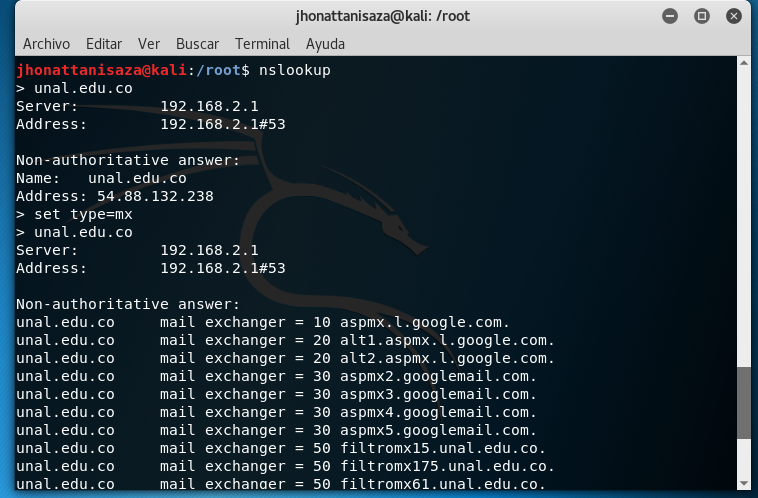 jhonattanisaza@kali: /root
Archivo Editar Ver Buscar Terminal Ayuda
jhonattanisaza@kali:/root$ nslookup
> unal.edu.co
Server: 192.168.2.1
Address: 192.168.2.1#53
Non-authoritative answer:
Name: unal.edu.co
Address: 54.88.132.238
> set type=mx
> unal.edu.co
Server: 192.168.2.1
Address: 192.168.2.1#53
Non-authoritative answer:
unal.edu.co mail exchanger = 10 aspmx.l.google.com.
unal.edu.co mail exchanger = 20 alt1.aspmx.l.google.com.
unal.edu.co mail exchanger = 20 alt2.aspmx.l.google.com.
unal.edu.co mail exchanger = 30 aspmx2.googlemail.com.
unal.edu.co mail exchanger = 30 aspmx3.googlemail.com.
unal.edu.co mail exchanger = 30 aspmx4.googlemail.com.
unal.edu.co mail exchanger = 30 aspmx5.googlemail.com.
unal.edu.co mail exchanger = 50 filtromx15.unal.edu.co.
unal.edu.co mail exchanger = 50 filtromx175.unal.edu.co.
unal.edu.co mail exchanger = 50 filtromx61.unal.edu.co.